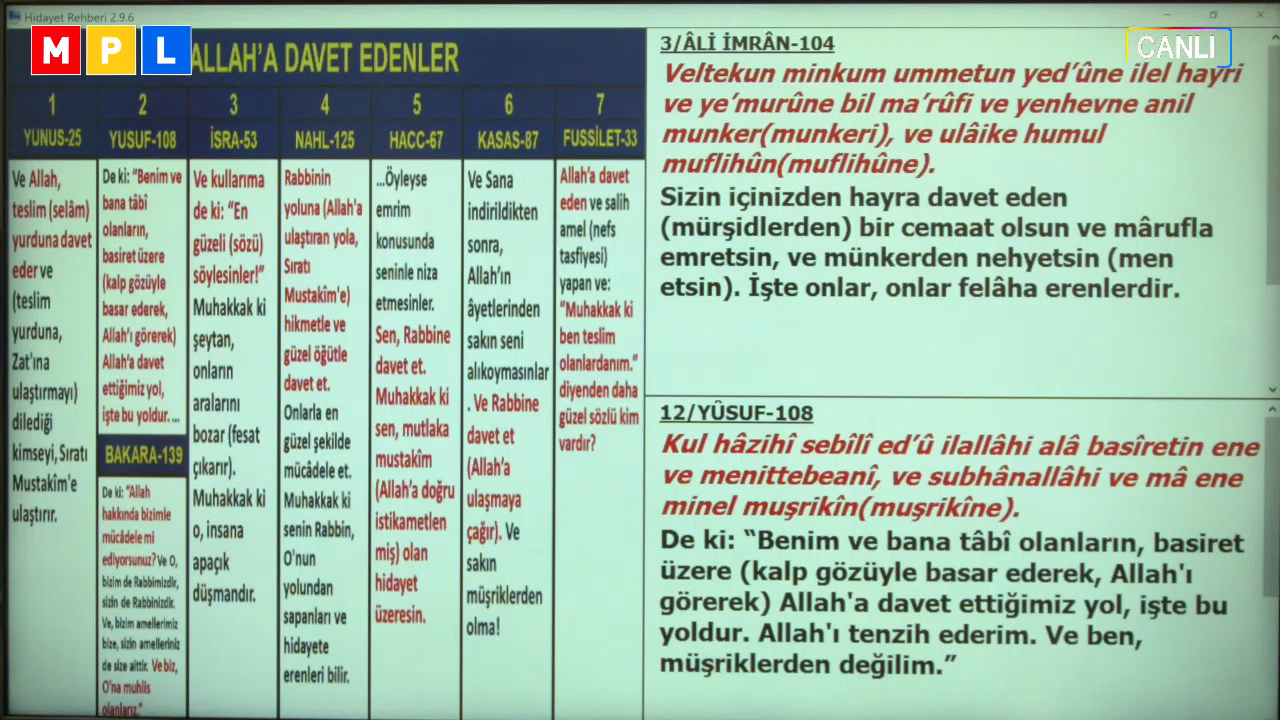 Hidayet Rehberi 2.9.6
MPL
CANLI
ALLAH'A DAVET EDENLER
1
YUNUS-25
Ve Allah,
teslim (selâm)
yurduna davet
eder ve
(teslim
yurduna,
Zat'ına
ulaştırmayı)
dilediği
kimseyi, Sıratı
Mustakîm'e
ulaştırır.
2
YUSUF-108
De ki: “Benim ve
bana tâbî
olanların,
basiret üzere
(kalp gözüyle
basar ederek,
Allah'ı görerek)
Allah'a davet
ettiğimiz yol,
işte bu yoldur. ...
BAKARA-139
De ki: “Allah
hakkında bizimle
mücâdele mi
ediyorsunuz? Ve O,
bizim de Rabbimizdir,
sizin de Rabbinizdir.
Ve, bizim amellerimiz
bize, sizin amelleriniz
de size aittir. Ve biz,
O'na muhlis
olanlarız.”
3
İSRA-53
Ve kullarıma
de ki: “En
güzeli (sözü)
söylesinler!”
Muhakkak ki
şeytan,
onların
aralarını
bozar (fesat
çıkarır).
Muhakkak ki
o, insana
apaçık
düşmandır.
4
NAHL-125
Rabbinin
yoluna (Allah'a
ulaştıran yola,
Sıratı
Mustakîm'e)
hikmetle ve
güzel öğütle
davet et.
Onlarla en
güzel şekilde
mücâdele et.
Muhakkak ki
senin Rabbin,
O'nun
yolundan
sapanları ve
hidayete
erenleri bilir.
5
HACC-67
...Öyleyse
emrim
konusunda
seninle niza
etmesinler.
Sen, Rabbine
davet et.
Muhakkak ki
sen, mutlaka
mustakîm
(Allah'a doğru
istikametlen
miş) olan
hidayet
üzeresin.
6
KASAS-87
Ve Sana
indirildikten
sonra,
Allah'ın
âyetlerinden
sakın seni
alıkoymasınlar
. Ve Rabbine
davet et
(Allah'a
ulaşmaya
çağır). Ve
sakın
müşriklerden
olma!
7
FUSSİLET-33
Allah'a davet
eden ve salih
amel (nefs
tasfiyesi)
yapan ve:
“Muhakkak ki
ben teslim
olanlardanım.”
diyenden daha
güzel sözlü kim
vardır?
3/ÂLİ İMRÂN-104
Veltekun minkum ummetun yed'ûne ilel hayri
ve ye'murûne bil ma'rûfi ve yenhevne anil
munker(munkeri), ve ulâike humul
muflihûn(muflihûne).
Sizin içinizden hayra davet eden
(mürşidlerden) bir cemaat olsun ve mârufla
emretsin, ve münkerden nehyetsin (men
etsin). İşte onlar, onlar felâha erenlerdir.
12/YÛSUF-108
Kul hâzihî sebîlî ed'û ilallâhi alâ basîretin ene
ve menittebeanî, ve subhânallâhi ve mâ ene
minel muşrikîn(muşrikîne).
De ki: “Benim ve bana tâbî olanların, basiret
üzere (kalp gözüyle basar ederek, Allah'ı
görerek) Allah'a davet ettiğimiz yol, işte bu
yoldur. Allah'ı tenzih ederim. Ve ben,
müşriklerden değilim.”